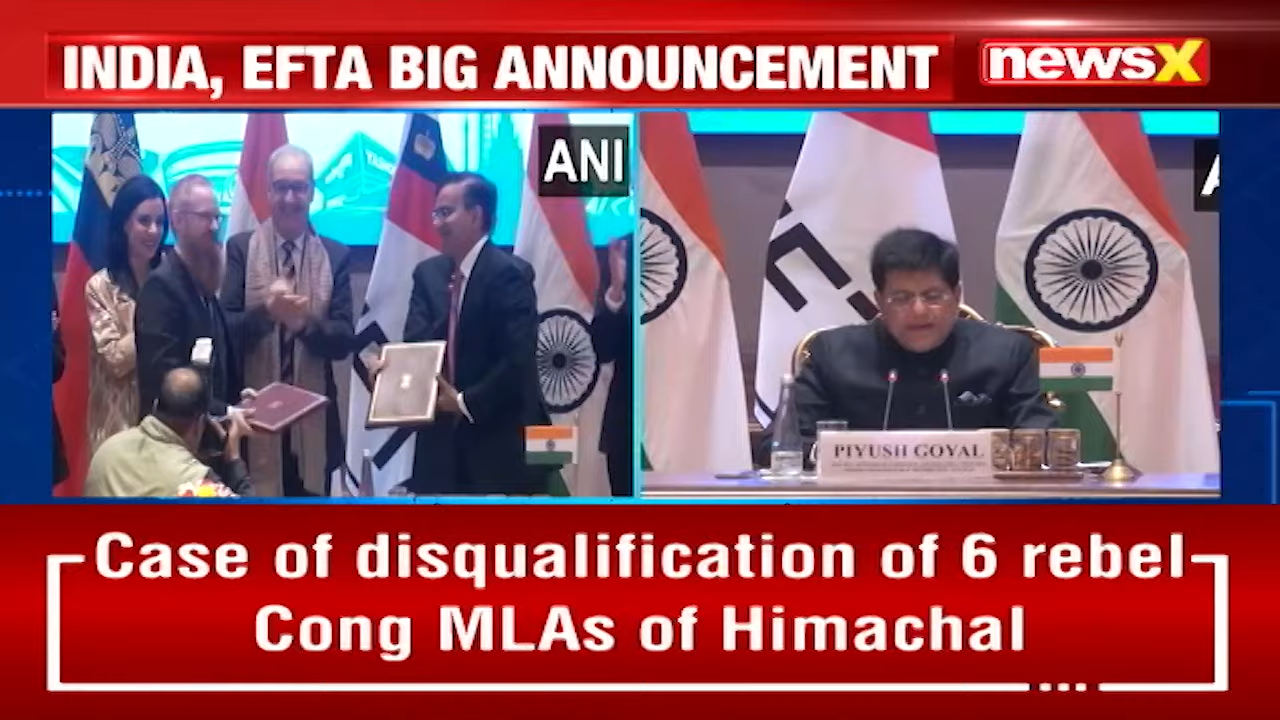 INDIA, EFTA BIG ANNOUNCEMENT
newsX
ANI
A
PIYUSH GOYAL
Case of disqualification of 6 rebel
Cong MLAs of Himachal